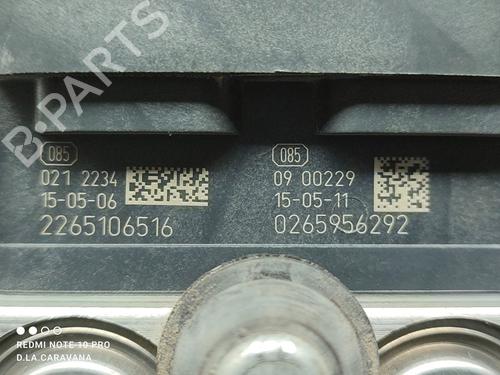 B-PARTS
085
021 2234
15-05-06
2265106516
085
09 00229
15-05-11
0265956292
REDMI NOTE 10 PRO
D.LA CARAVANA